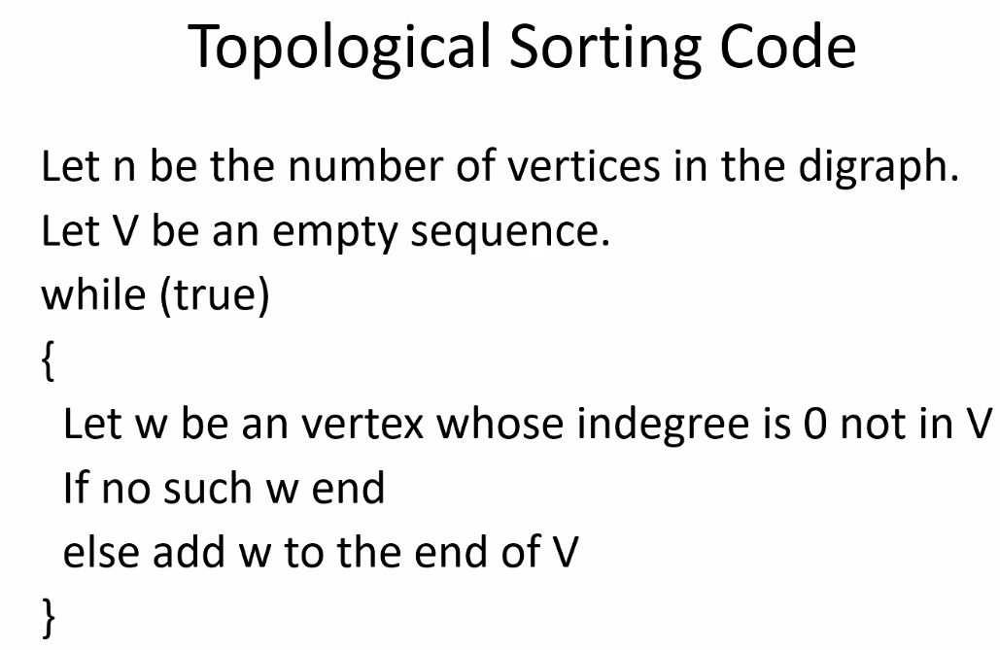 Topological Sorting Code
Let n be the number of vertices in the digraph.
Let V be an empty sequence.
while (true)
{
Let w be an vertex whose indegree is 0 not in V
If no such w end
else add w to the end of V
}